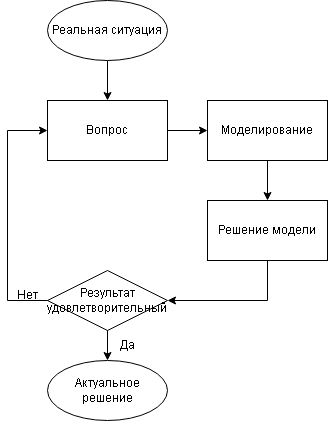 Реальная ситуация
Вопрос
Моделирование
Решение модели
Результат
удовлетворительный
Нет
Да
Актуальное
решение